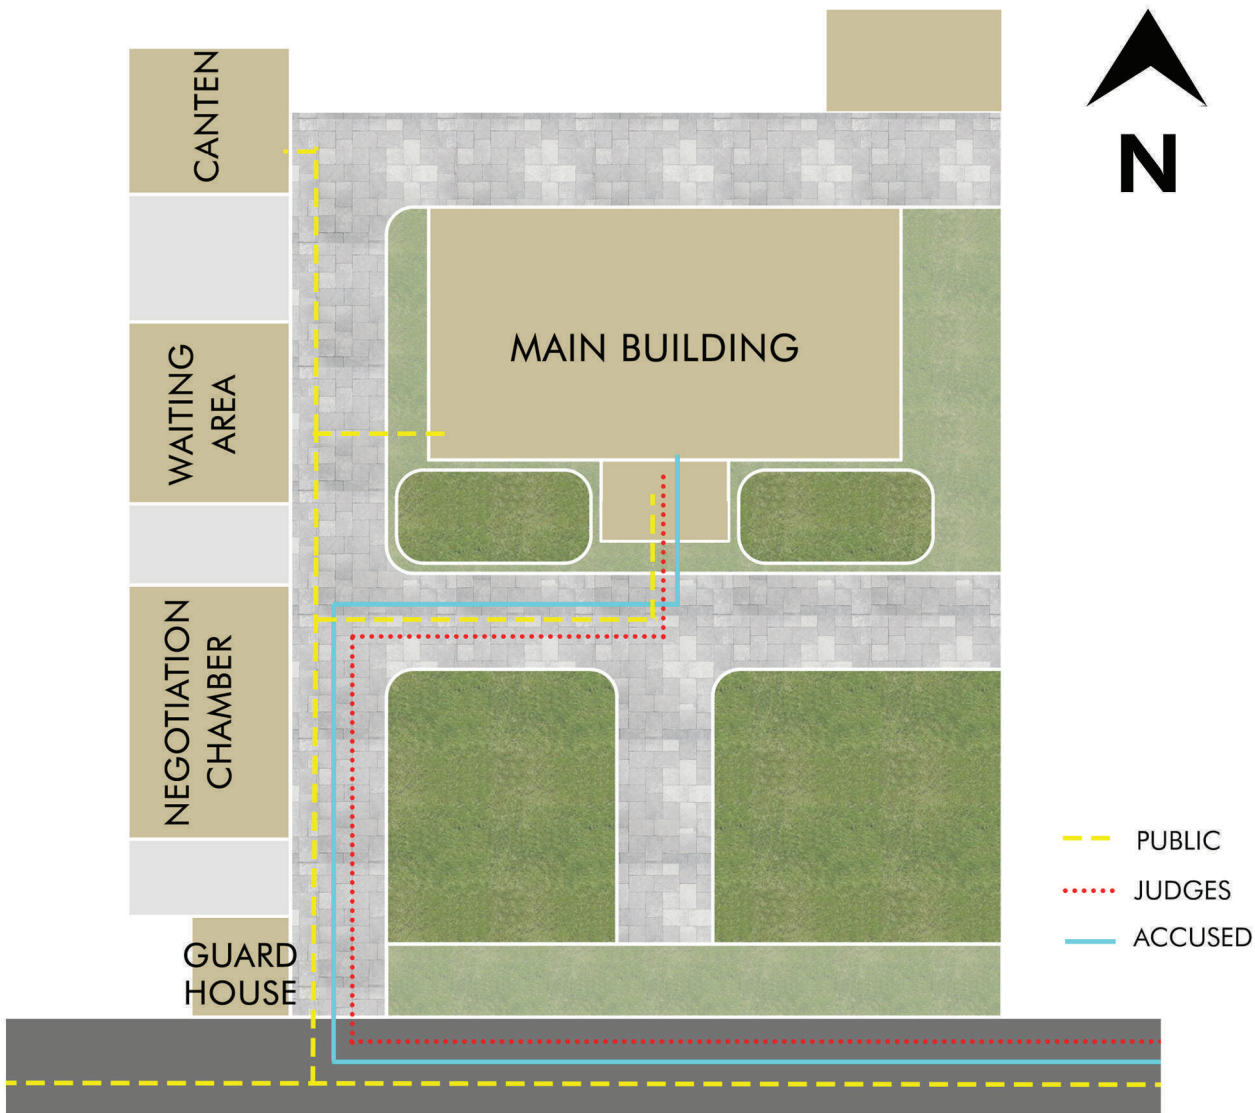 CANTEN
N
MAIN BUILDING
WAITING
AREA
NEGOTIATION
CHAMBER
GUARD
HOUSE
PUBLIC
JUDGES
ACCUSED